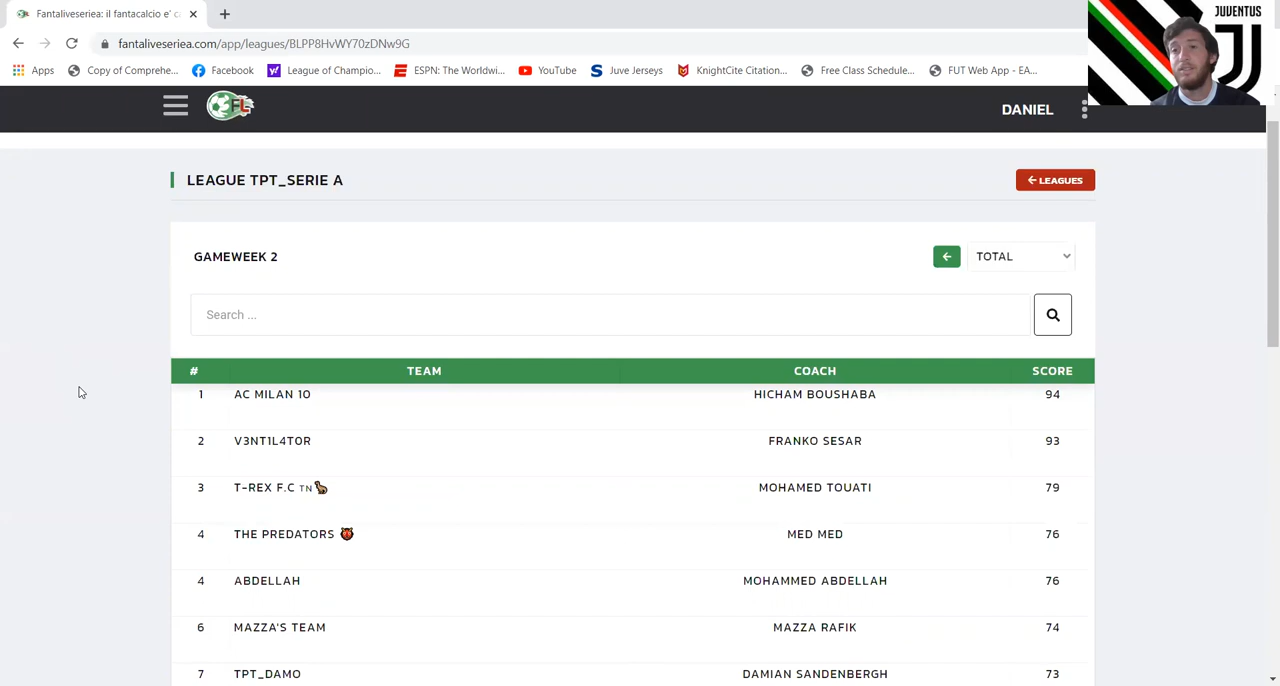 Fantaliveseriea: il fantacalcio e' ca
fantaliveseriea.com/app/leagues/BLPP8HvWY70zDNw9G
Apps Copy of Comprehe... Facebook League of Champio... ESPN: The Worldwi... YouTube Juve Jerseys KnightCite Citation... Free Class Schedule... FUT Web App - EA...
JUVENTUS
FL DANIEL
LEAGUE TPT_SERIE A ← LEAGUES
GAMEWEEK 2 TOTAL
Search ...
# TEAM COACH SCORE
1 AC MILAN 10 HICHAM BOUSHABA 94
2 V3NT1L4T0R FRANKO SESAR 93
3 T-REX F.C TN🦕 MOHAMED TOUATI 79
4 THE PREDATORS 👹 MED MED 76
4 ABDELLAH MOHAMMED ABDELLAH 76
6 MAZZA'S TEAM MAZZA RAFIK 74
7 TPT_DAMO DAMIAN SANDENBERGH 73